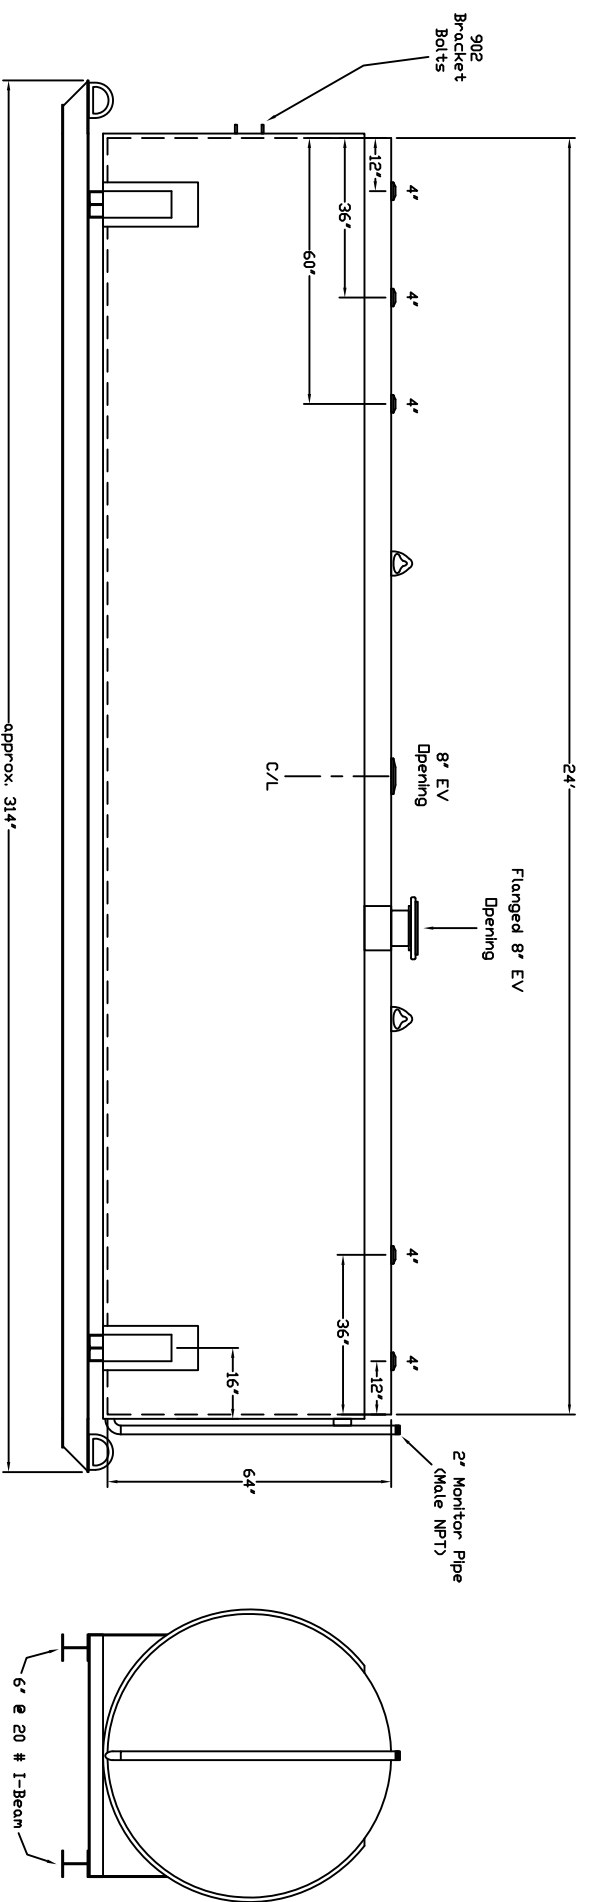 902
Bracket
Bolts
24'
12"
36"
60"
4"
4"
4"
8" EV
Opening
C/L
Flanged 8" EV
Opening
4"
4"
36"
12"
16"
64"
2" Monitor Pipe
(Male NPT)
approx. 314"
6" @ 20 # I-Beam